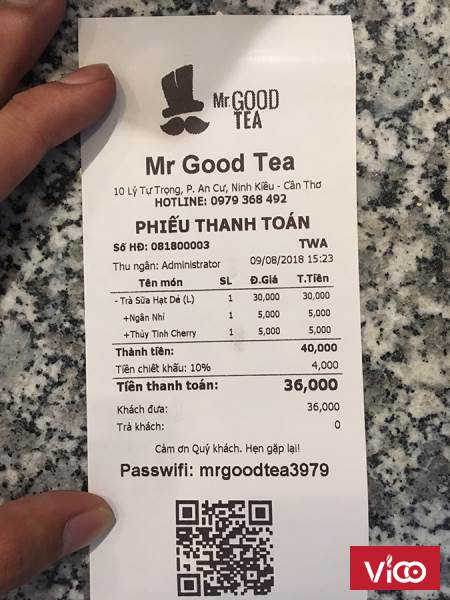 Mr. GOOD
TEA
Mr Good Tea
10 Lý Tự Trọng, P. An Cư, Ninh Kiều - Cần Thơ
HOTLINE: 0979 368 492
PHIẾU THANH TOÁN
Số HĐ: 081800003 TWA
Thu ngân: Administrator 09/08/2018 15:23
Tên món SL Đ.Giá T.Tiền
- Trà Sữa Hạt Dẻ (L) 1 30,000 30,000
+Ngân Nhi 1 5,000 5,000
+Thủy Tinh Cherry 1 5,000 5,000
Thành tiền: 40,000
Tiền chiết khấu: 10% 4,000
Tiền thanh toán: 36,000
Khách đưa: 36,000
Trả khách: 0
Cảm ơn Quý khách. Hẹn gặp lại!
Passwifi: mrgoodtea3979
ViCO